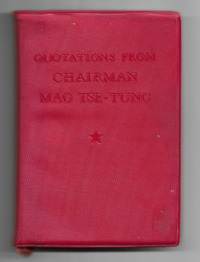 QUOTATIONS FROM
CHAIRMAN
MAO TSE-TUNG